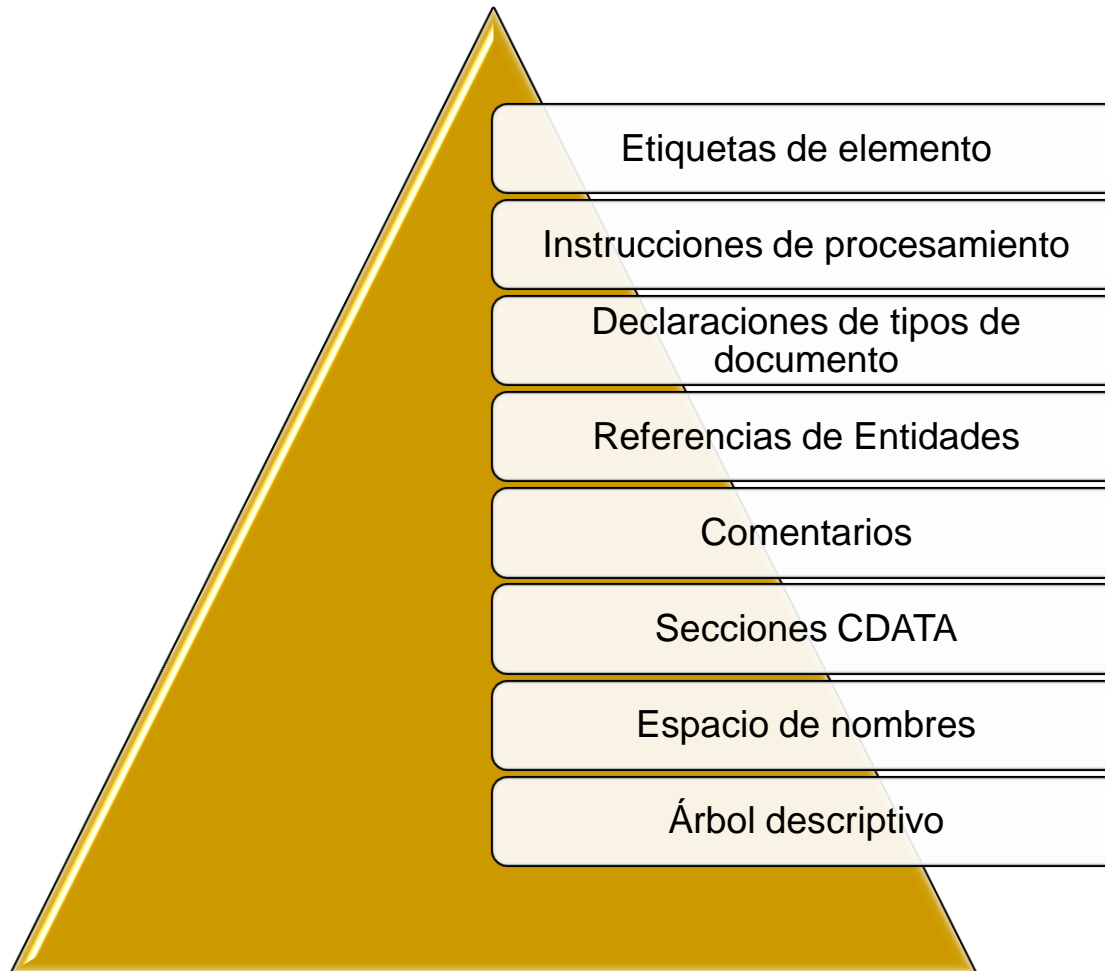 Etiquetas de elemento
Instrucciones de procesamiento
Declaraciones de tipos de
documento
Referencias de Entidades
Comentarios
Secciones CDATA
Espacio de nombres
Árbol descriptivo